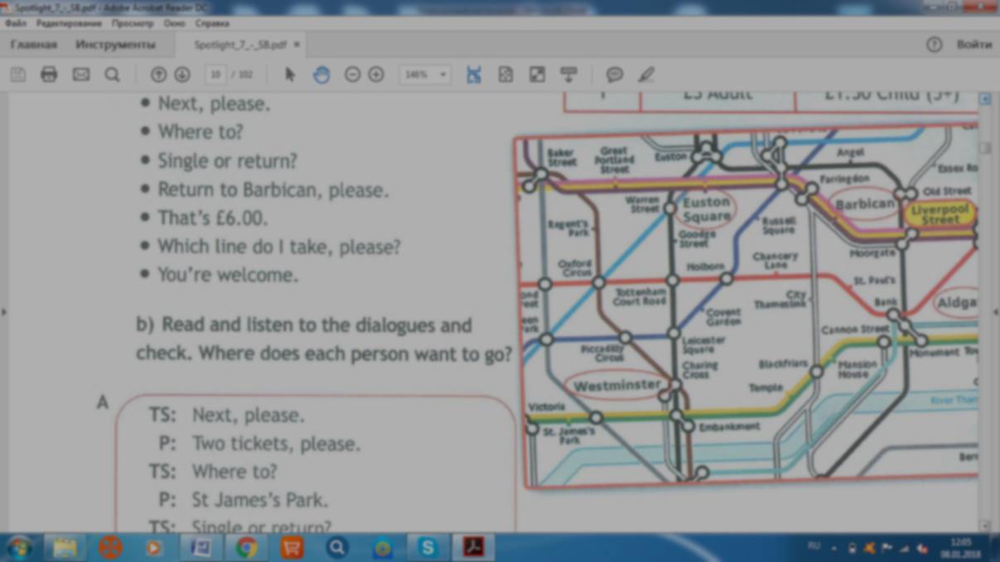 Spotlight_7_-_SB.pdf - Adobe Acrobat Reader DC
Файл Редактирование Просмотр Окно Справка
Главная Инструменты Spotlight_7_-_SB.pdf × Войти
10 / 102 146%
• Next, please.
• Where to?
• Single or return?
• Return to Barbican, please.
• That's £6.00.
• Which line do I take, please?
• You're welcome.
b) Read and listen to the dialogues and
check. Where does each person want to go?
A
TS: Next, please.
P: Two tickets, please.
TS: Where to?
P: St James's Park.
TS: Single or return?
1 £3 Adult £1.50 Child (5+)
Baker
Street
Great
Portland
Street
Euston
Angel
Essex Ro
Farringdon
Old Street
Warren
Street
Euston
Square
Barbican
Liverpool
Street
Regent's
Park
Goodge
Street
Russell
Square
Moorgate
Oxford
Circus
Holborn
Chancery
Lane
St. Paul's
ond
reet
Tottenham
Court Road
City
Thameslink
Bank
Aldga
een
Park
Covent
Garden
Cannon Street
Piccadilly
Circus
Leicester
Square
Monument
Charing
Cross
Blackfriars
Mansion
House
Westminster
Temple
Victoria
River Tham
St. James's
Park
Embankment
Ber
RU
12:05
08.01.2018